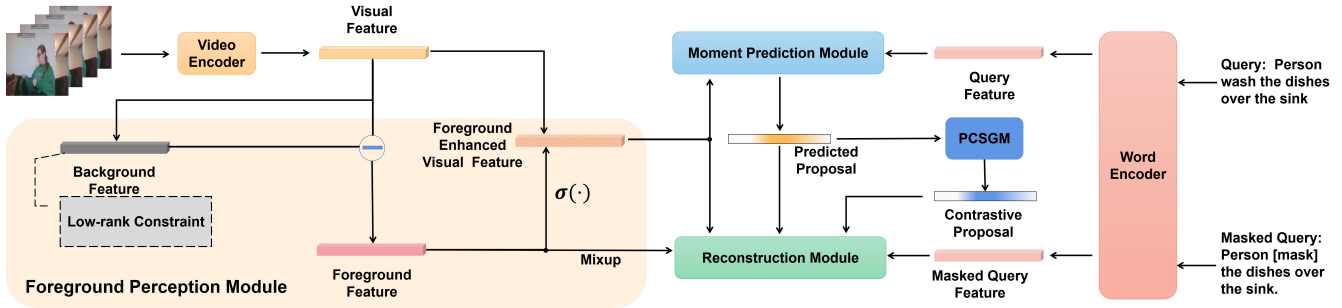 Visual
Feature
Video
Encoder
Moment Prediction Module
Query
Feature
Query:  Person
wash the dishes
over the sink
Foreground
Enhanced
Visual  Feature
Background
Feature
Low-rank Constraint
σ(·)
Predicted
Proposal
PCSGM
Word
Encoder
Contrastive
Proposal
Foreground Perception Module
Foreground
Feature
Mixup
Reconstruction Module
Masked Query
Feature
Masked Query:
Person [mask]
the dishes over
the sink.